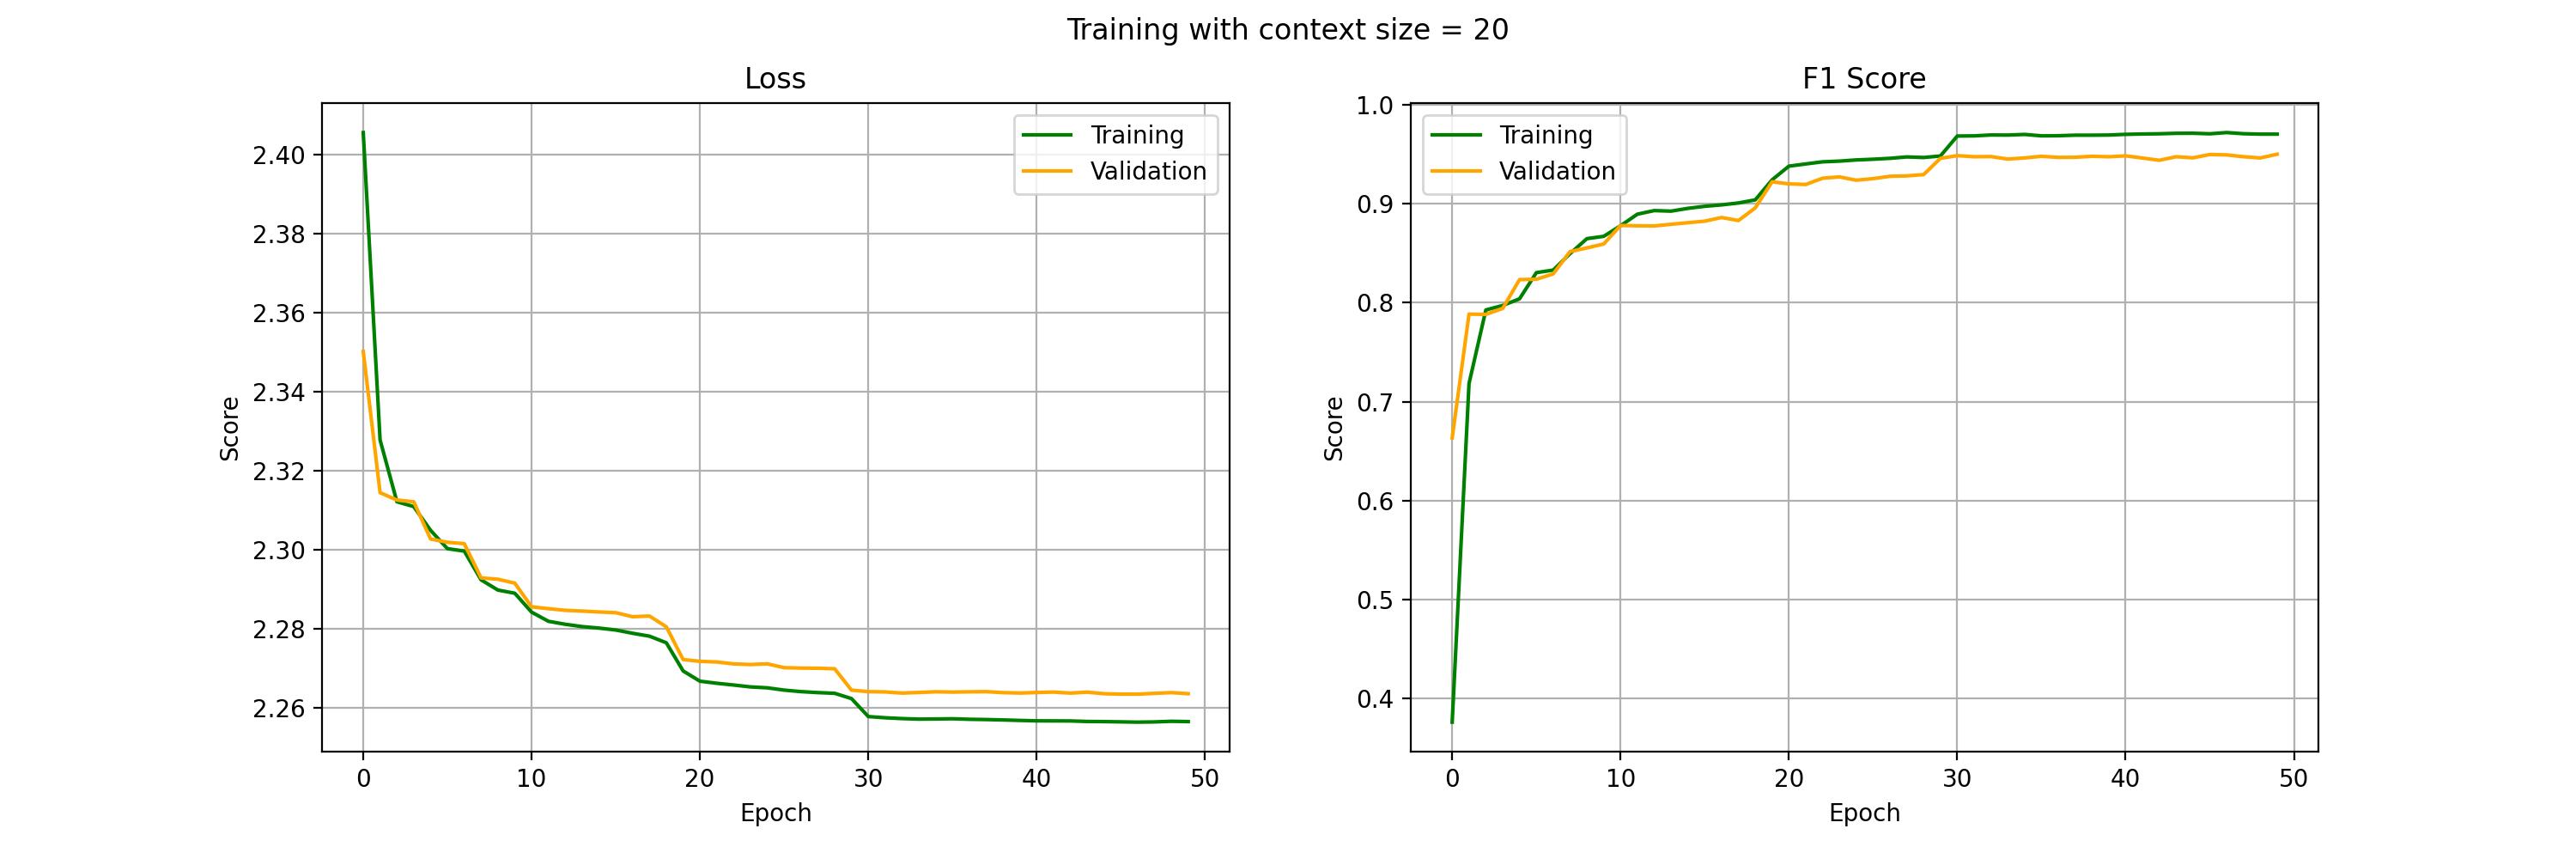 Training with context size = 20
Loss
Training
Validation
2.40
2.38
2.36
2.34
2.32
2.30
2.28
2.26
Score
0 10 20 30 40 50
Epoch
F1 Score
Training
Validation
1.0
0.9
0.8
0.7
0.6
0.5
0.4
Score
0 10 20 30 40 50
Epoch